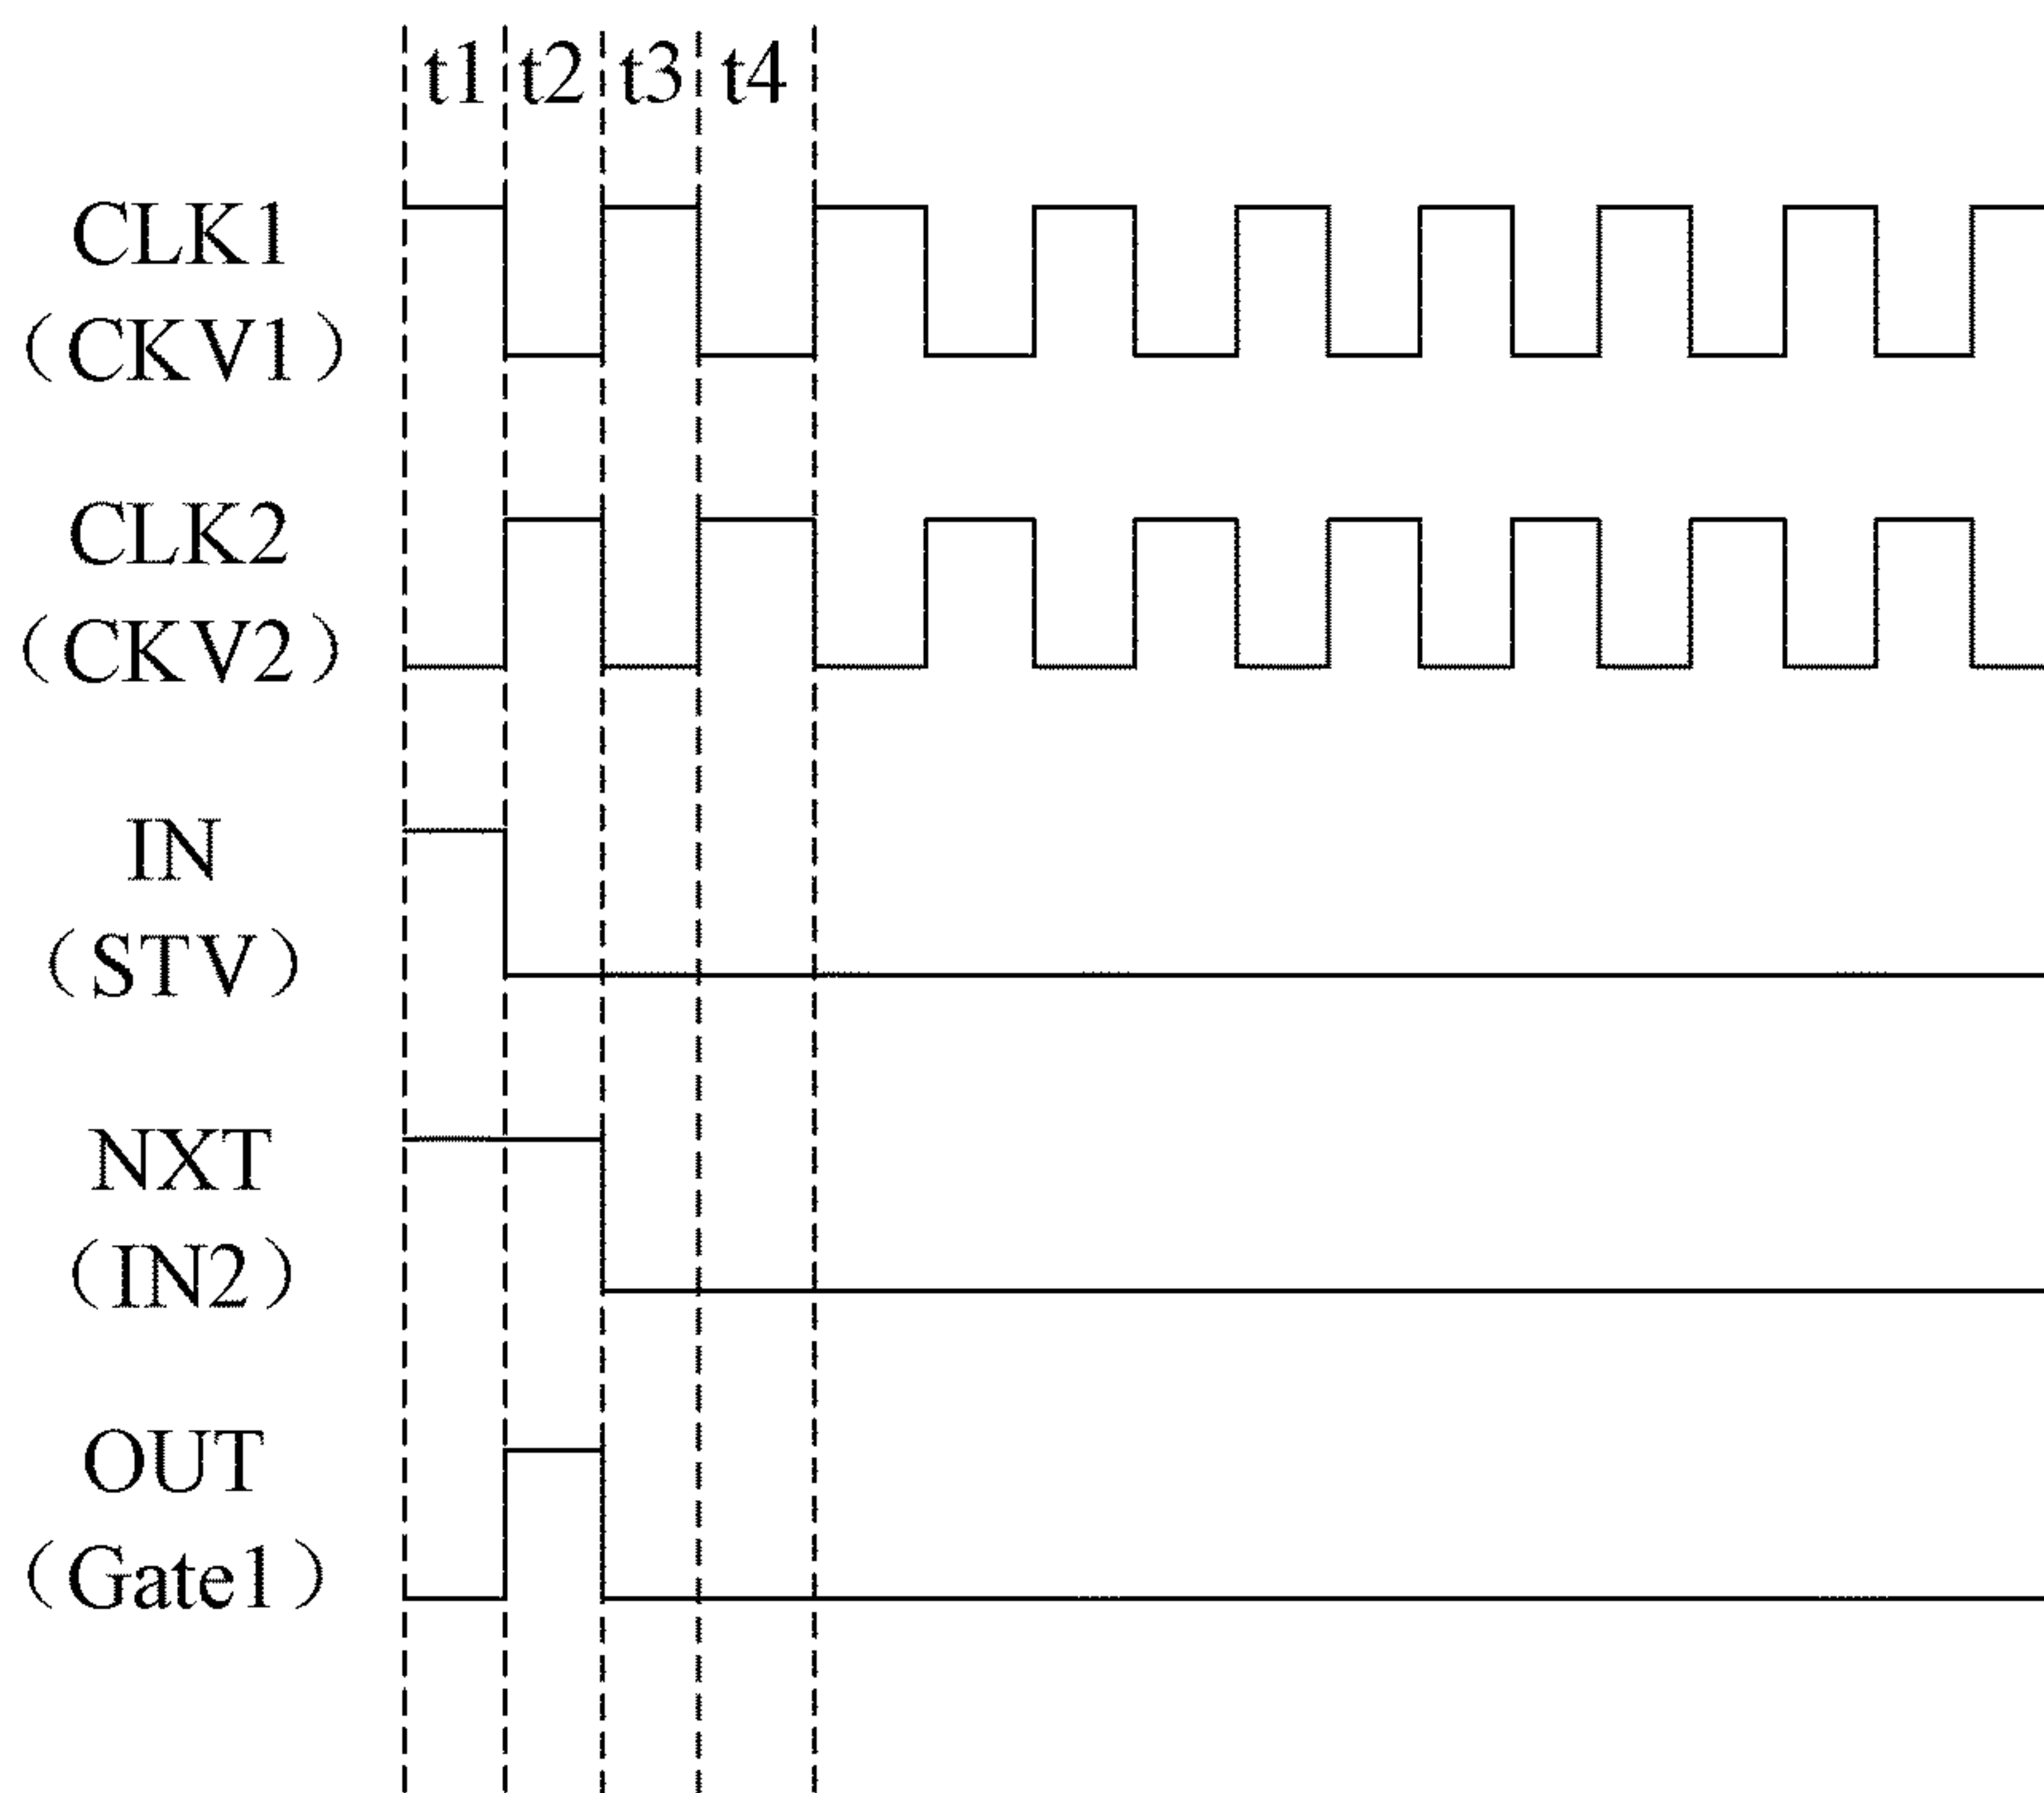 t1 t2 t3 t4
CLK1
（CKV1）
CLK2
（CKV2）
IN
（STV）
NXT
（IN2）
OUT
（Gate1）